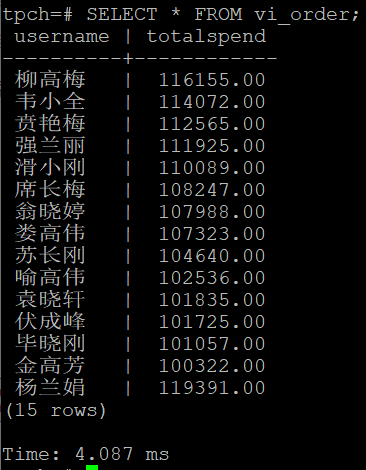 tpch=# SELECT * FROM vi_order;
username | totalspend
----------+------------
柳高梅 | 116155.00
韦小全 | 114072.00
贲艳梅 | 112565.00
强兰丽 | 111925.00
滑小刚 | 110089.00
席长梅 | 108247.00
翁晓婷 | 107988.00
娄高伟 | 107323.00
苏长刚 | 104640.00
喻高伟 | 102536.00
袁晓轩 | 101835.00
伏成峰 | 101725.00
毕晓刚 | 101057.00
金高芳 | 100322.00
杨兰娟 | 119391.00
(15 rows)
Time: 4.087 ms